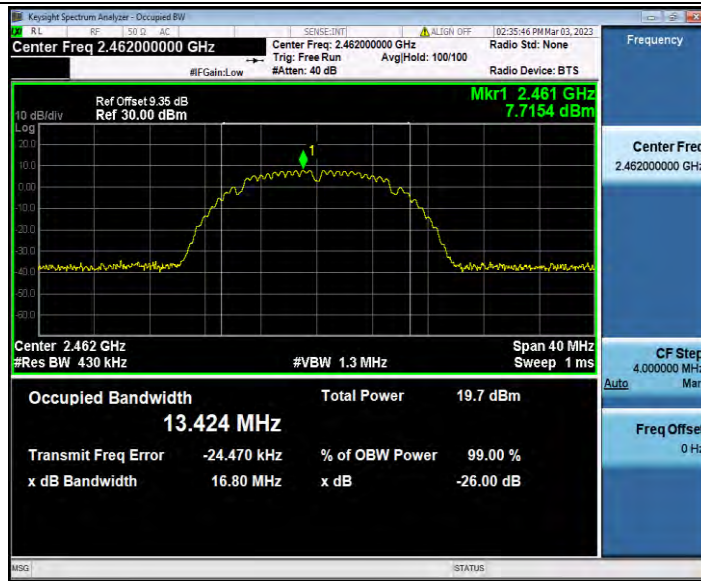 Keysight Spectrum Analyzer - Occupied BW
RL RF 50 Ω AC SENSE:INT ALIGN OFF 02:35:46 PM Mar 03, 2023
Center Freq 2.462000000 GHz
Center Freq: 2.462000000 GHz
Radio Std: None
Trig: Free Run Avg|Hold: 100/100
#IFGain:Low #Atten: 40 dB Radio Device: BTS
Frequency
Ref Offset 9.35 dB
10 dB/div Ref 30.00 dBm
Mkr1 2.461 GHz
7.7154 dBm
Log
20.0
10.0
0.00
-10.0
-20.0
-30.0
-40.0
-50.0
-60.0
1
Center 2.462 GHz Span 40 MHz
#Res BW 430 kHz #VBW 1.3 MHz Sweep 1 ms
Occupied Bandwidth Total Power 19.7 dBm
13.424 MHz
Transmit Freq Error -24.470 kHz % of OBW Power 99.00 %
x dB Bandwidth 16.80 MHz x dB -26.00 dB
Center Freq
2.462000000 GHz
CF Step
4.000000 MHz
Auto Man
Freq Offset
0 Hz
MSG STATUS